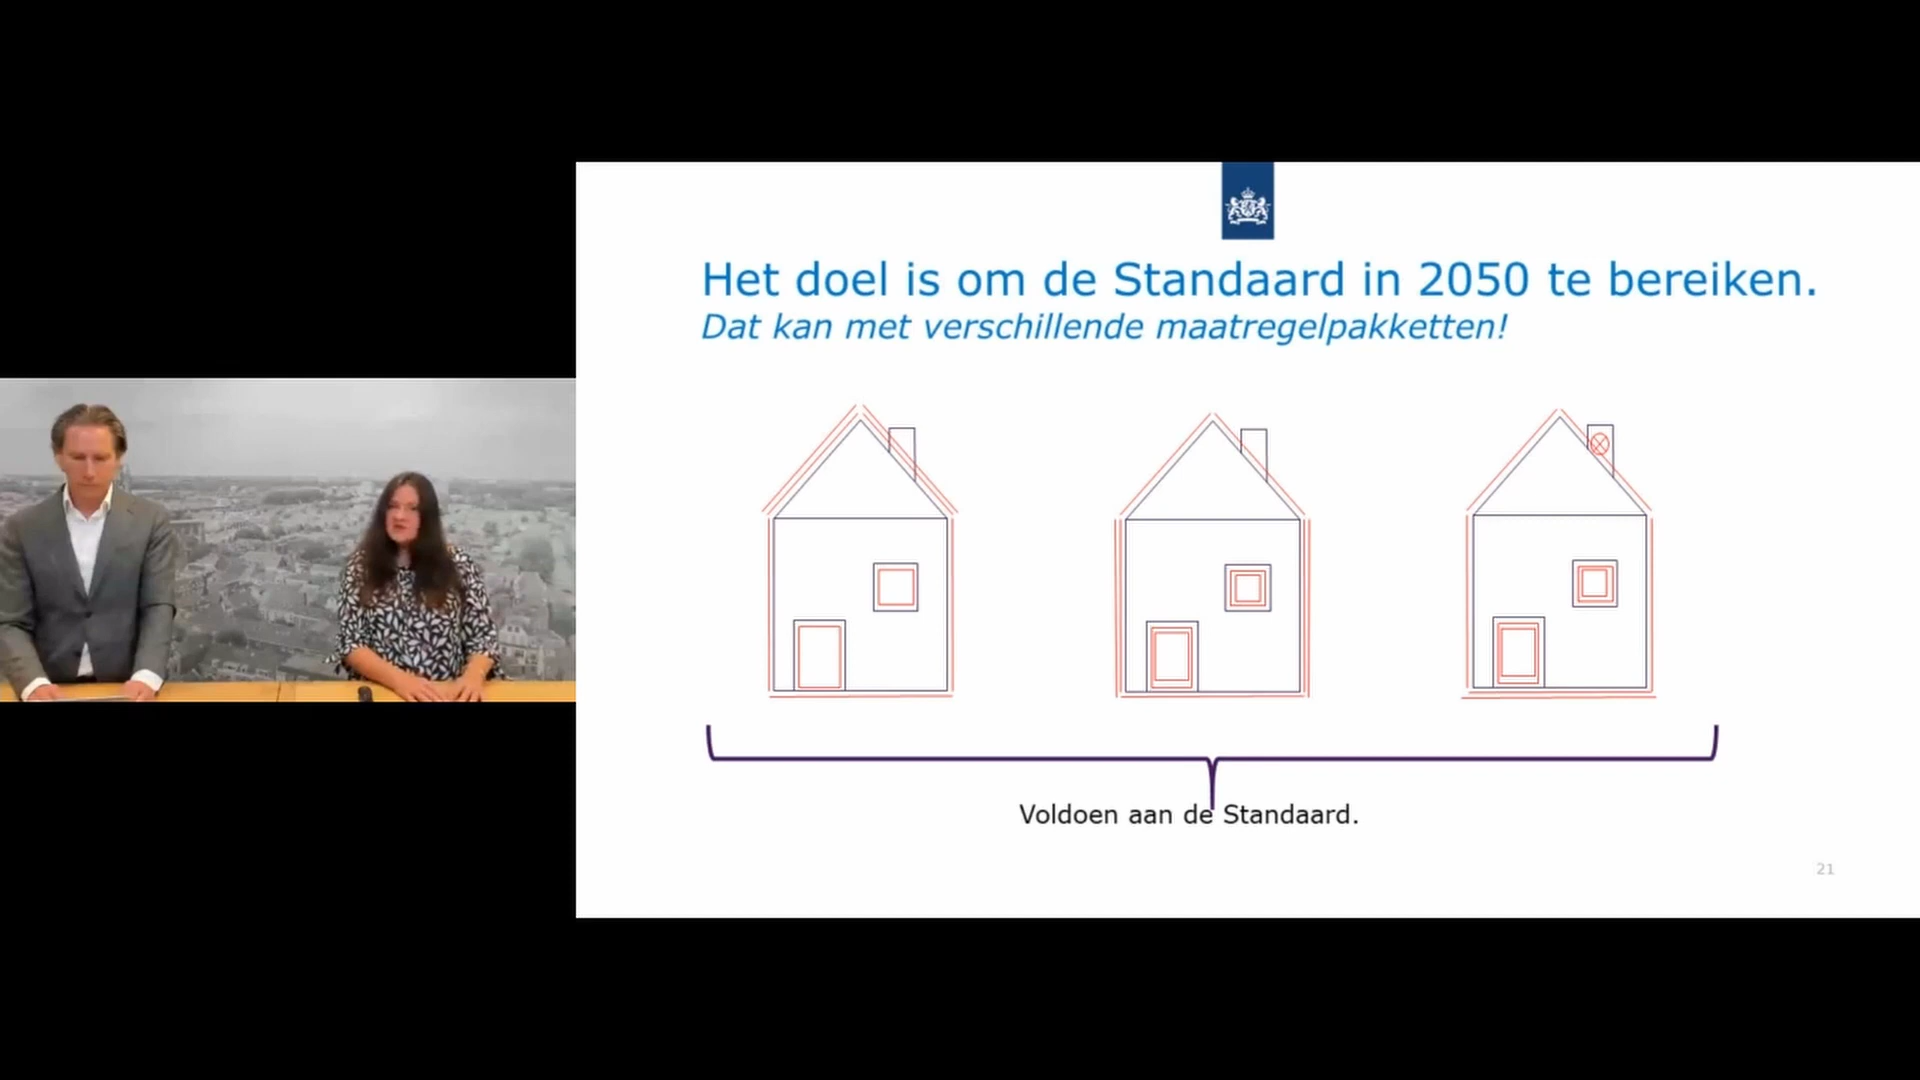 Het doel is om de Standaard in 2050 te bereiken.
Dat kan met verschillende maatregelpakketten!
Voldoen aan de Standaard.
21